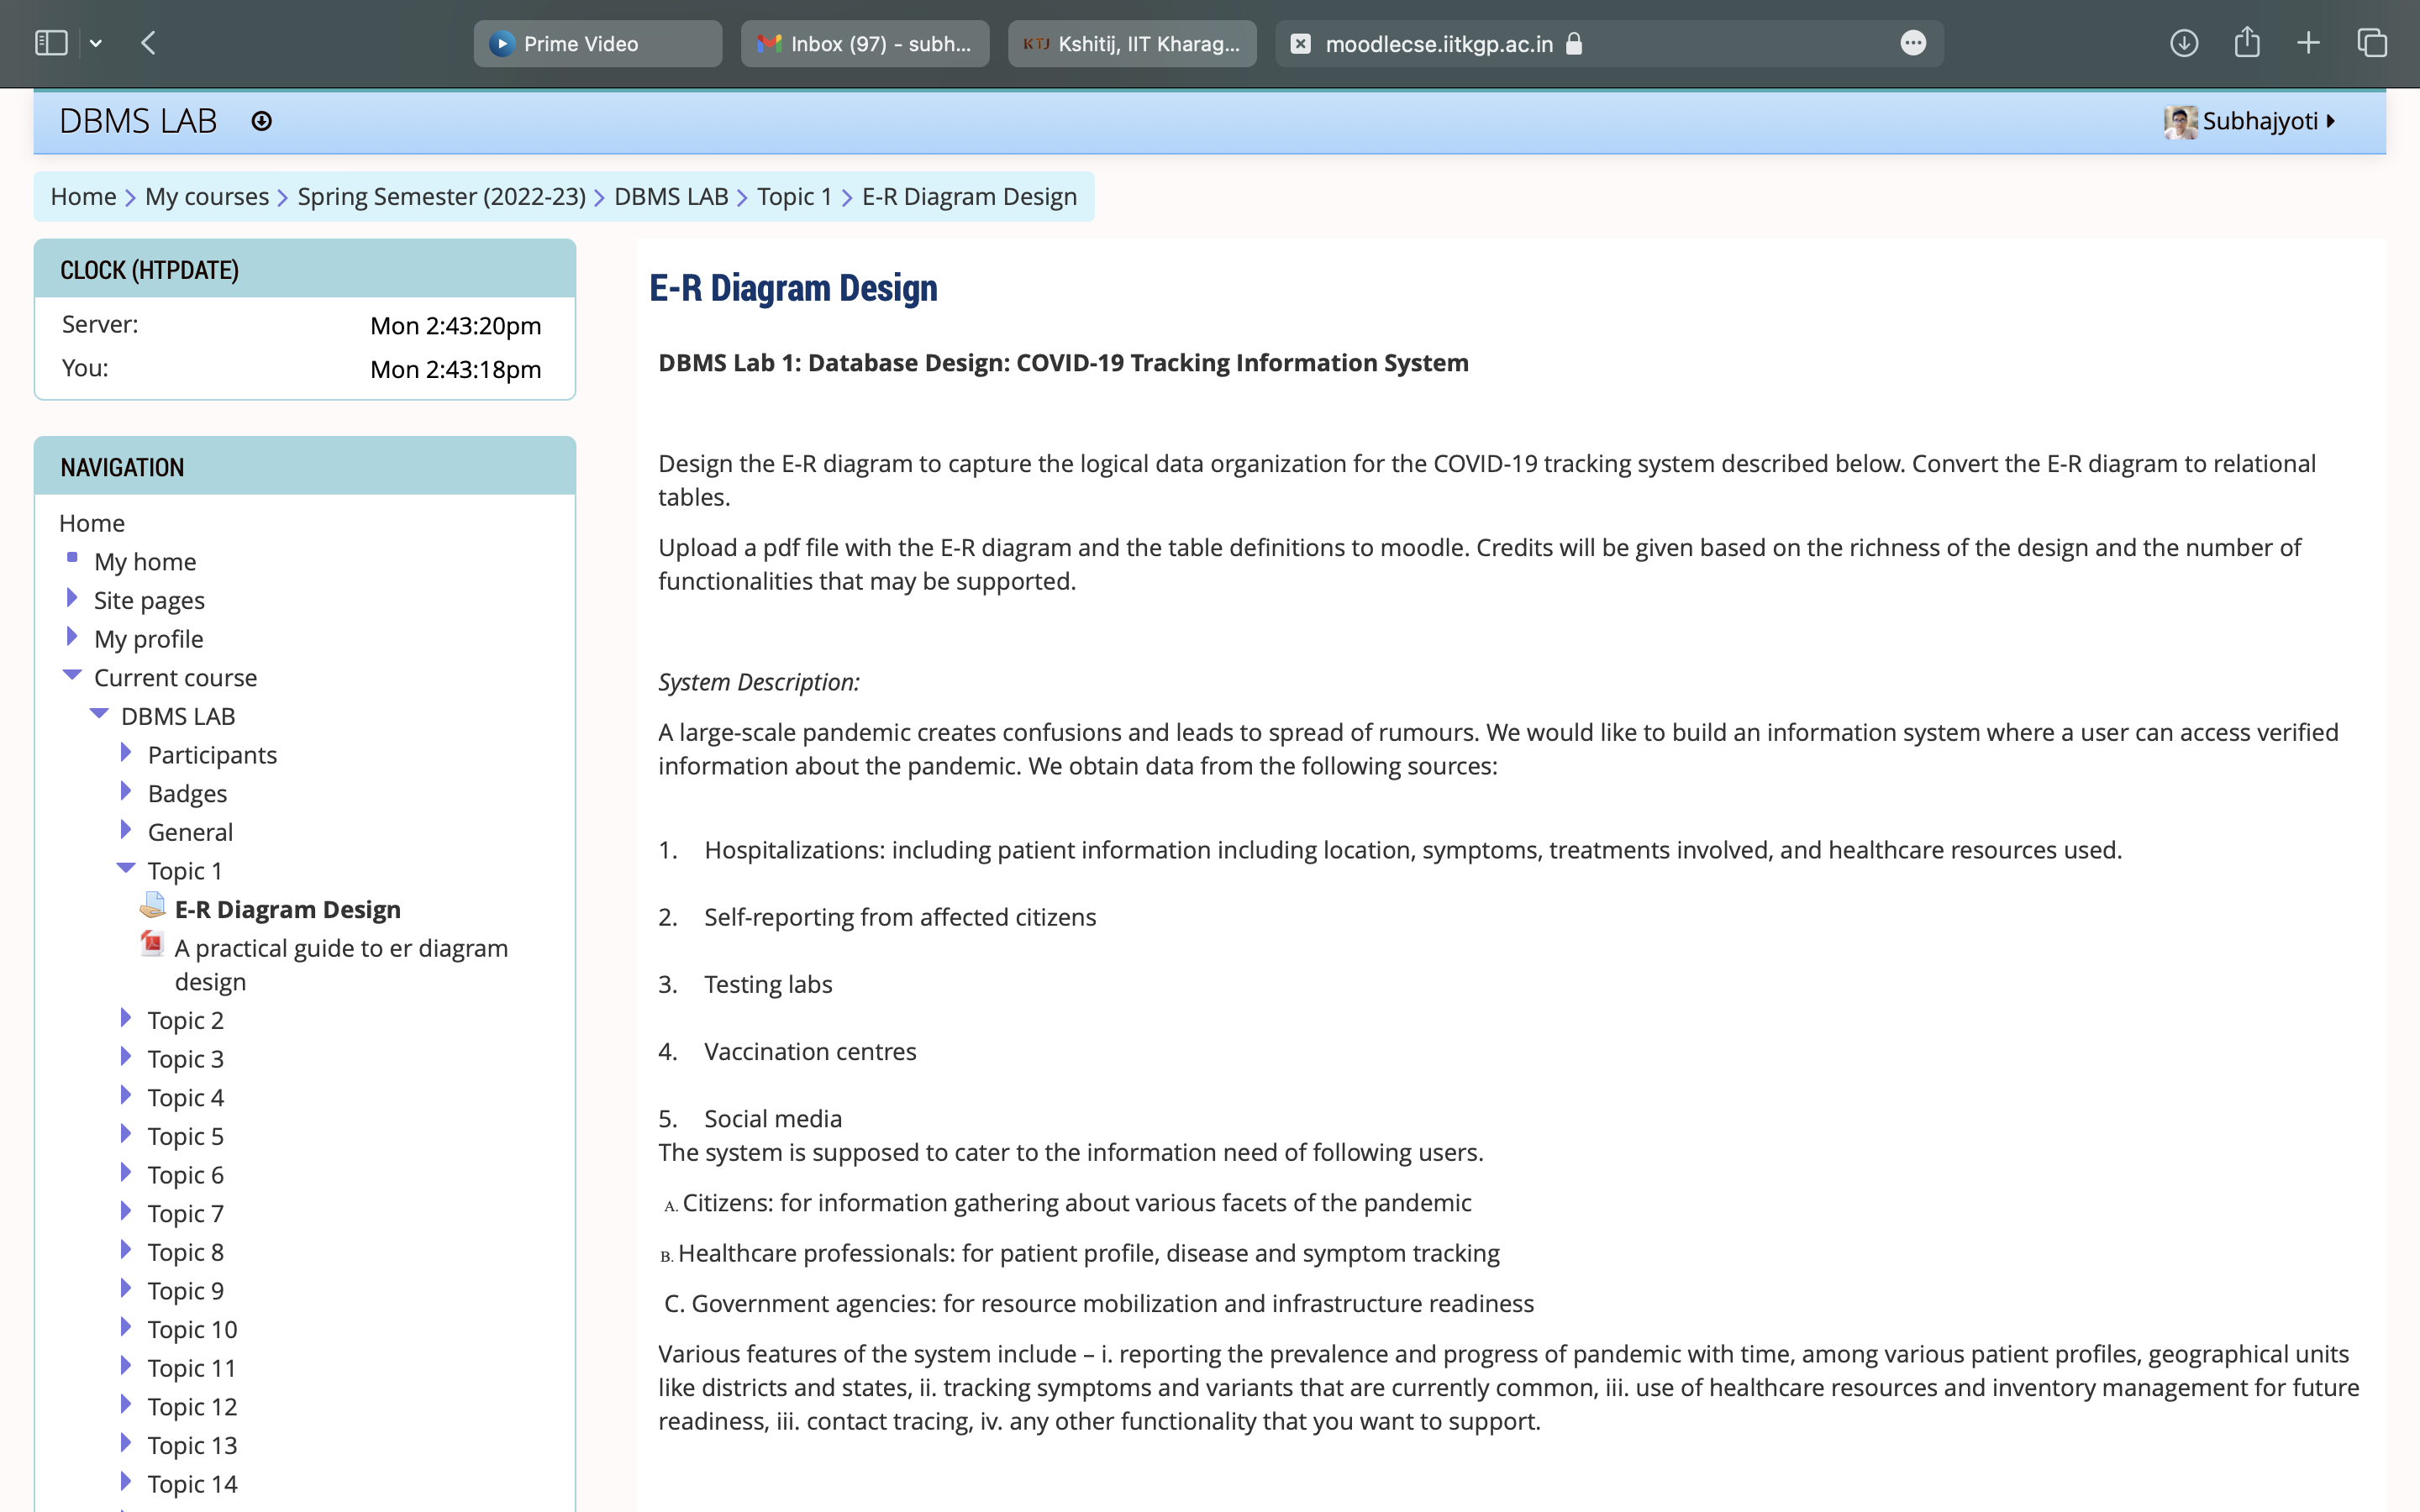 Prime Video
Inbox (97) - subh...
KTJ Kshitij, IIT Kharag...
moodlecse.iitkgp.ac.in
DBMS LAB
Subhajyoti
Home > My courses > Spring Semester (2022-23) > DBMS LAB > Topic 1 > E-R Diagram Design
CLOCK (HTPDATE)
Server: Mon 2:43:20pm
You: Mon 2:43:18pm
NAVIGATION
Home
My home
Site pages
My profile
Current course
DBMS LAB
Participants
Badges
General
Topic 1
E-R Diagram Design
A practical guide to er diagram
design
Topic 2
Topic 3
Topic 4
Topic 5
Topic 6
Topic 7
Topic 8
Topic 9
Topic 10
Topic 11
Topic 12
Topic 13
Topic 14
E-R Diagram Design
DBMS Lab 1: Database Design: COVID-19 Tracking Information System
Design the E-R diagram to capture the logical data organization for the COVID-19 tracking system described below. Convert the E-R diagram to relational
tables.
Upload a pdf file with the E-R diagram and the table definitions to moodle. Credits will be given based on the richness of the design and the number of
functionalities that may be supported.
System Description:
A large-scale pandemic creates confusions and leads to spread of rumours. We would like to build an information system where a user can access verified
information about the pandemic. We obtain data from the following sources:
1. Hospitalizations: including patient information including location, symptoms, treatments involved, and healthcare resources used.
2. Self-reporting from affected citizens
3. Testing labs
4. Vaccination centres
5. Social media
The system is supposed to cater to the information need of following users.
A. Citizens: for information gathering about various facets of the pandemic
B. Healthcare professionals: for patient profile, disease and symptom tracking
C. Government agencies: for resource mobilization and infrastructure readiness
Various features of the system include – i. reporting the prevalence and progress of pandemic with time, among various patient profiles, geographical units
like districts and states, ii. tracking symptoms and variants that are currently common, iii. use of healthcare resources and inventory management for future
readiness, iii. contact tracing, iv. any other functionality that you want to support.